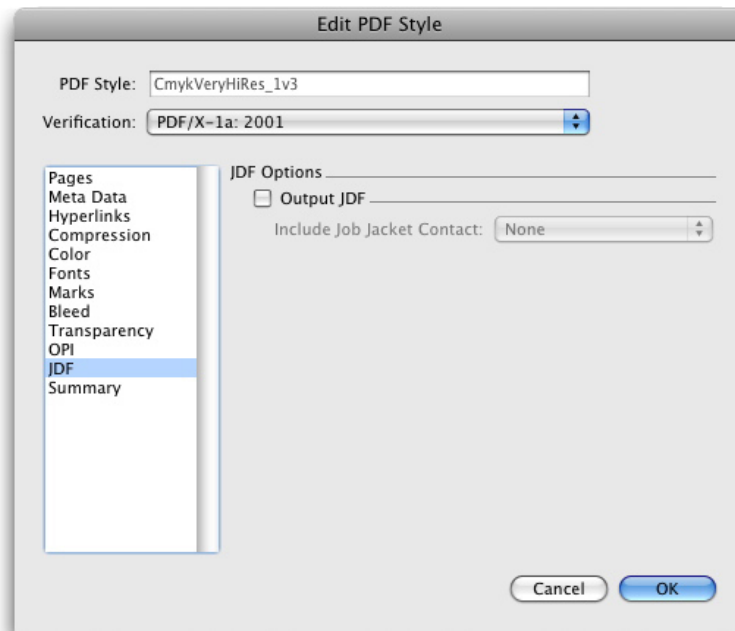 Edit PDF Style
PDF Style: CmykVeryHiRes_1v3
Verification: PDF/X-1a: 2001
Pages
Meta Data
Hyperlinks
Compression
Color
Fonts
Marks
Bleed
Transparency
OPI
JDF
Summary
JDF Options
Output JDF
Include Job Jacket Contact: None
Cancel OK